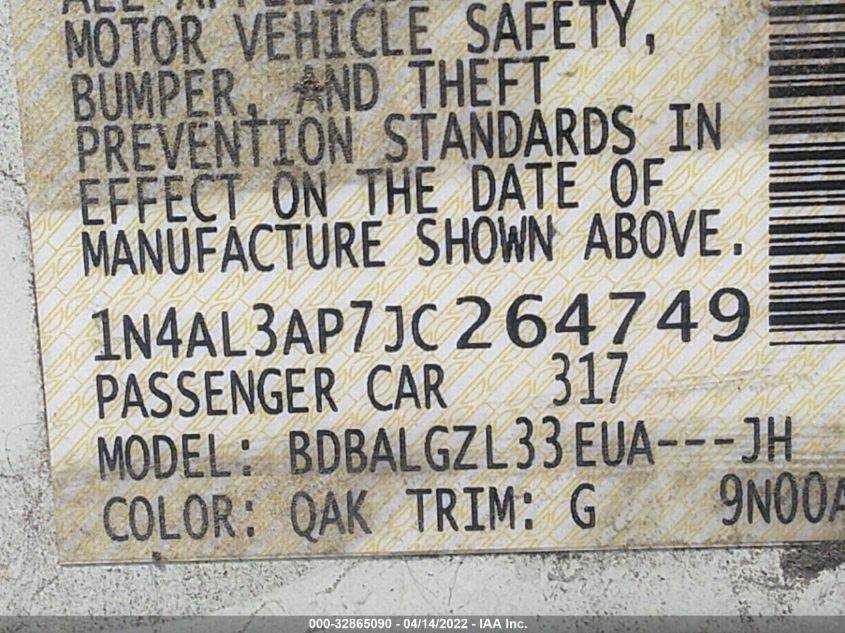 MOTOR VEHICLE SAFETY,
BUMPER, AND THEFT
PREVENTION STANDARDS IN
EFFECT ON THE DATE OF
MANUFACTURE SHOWN ABOVE.
1N4AL3AP7JC264749
PASSENGER CAR 317
MODEL: BDBALGZL33EUA---JH
COLOR: QAK TRIM: G 9N00A
000-32865090 - 04/14/2022 - IAA Inc.